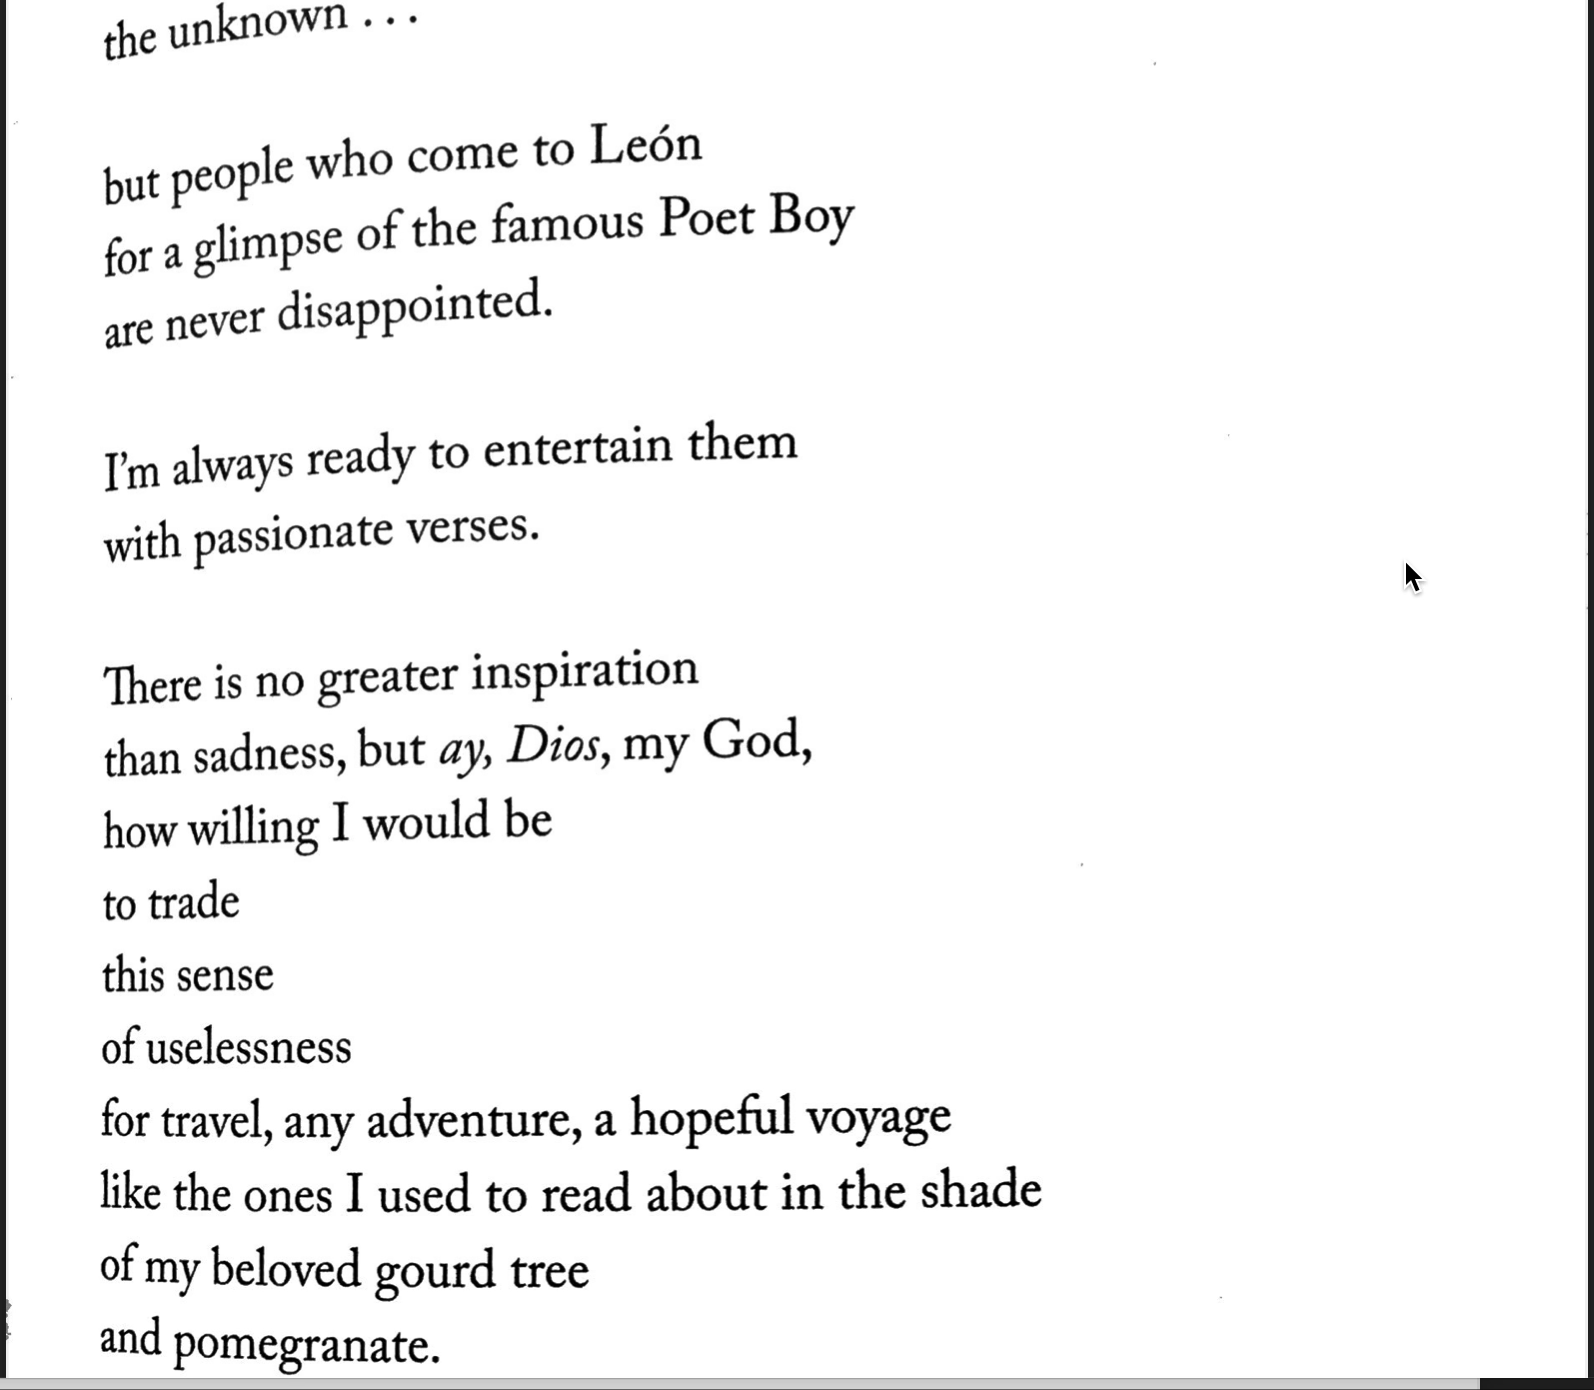 the unknown . . .
but people who come to León
for a glimpse of the famous Poet Boy
are never disappointed.
I'm always ready to entertain them
with passionate verses.
There is no greater inspiration
than sadness, but ay, Dios, my God,
how willing I would be
to trade
this sense
of uselessness
for travel, any adventure, a hopeful voyage
like the ones I used to read about in the shade
of my beloved gourd tree
and pomegranate.